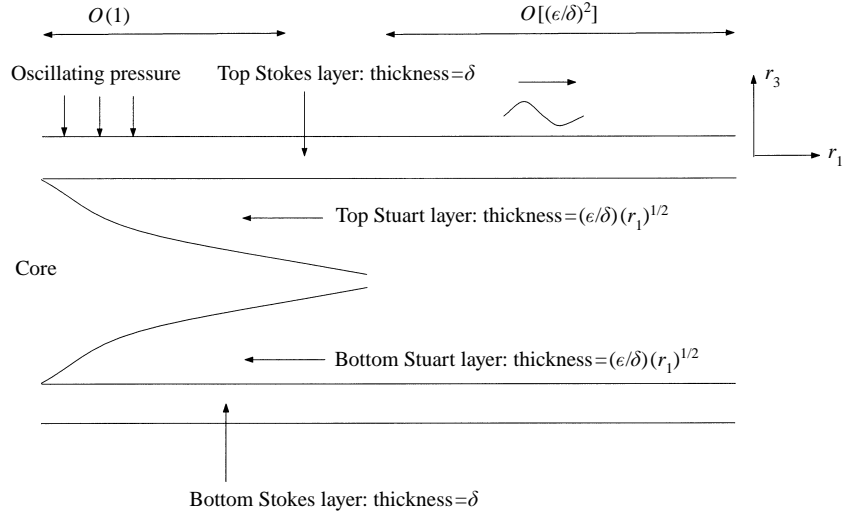 O(1)
O[(ϵ/δ)²]
Oscillating pressure
Top Stokes layer: thickness=δ
r₃
r₁
Top Stuart layer: thickness=(ϵ/δ)(r₁)^{1/2}
Core
Bottom Stuart layer: thickness=(ϵ/δ)(r₁)^{1/2}
Bottom Stokes layer: thickness=δ